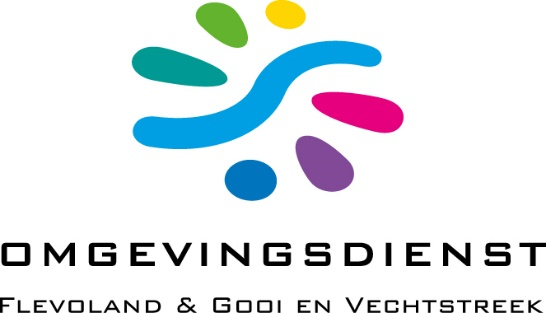 OMGEVINGSDIENST
FLEVOLAND & GOOI EN VECHTSTREEK